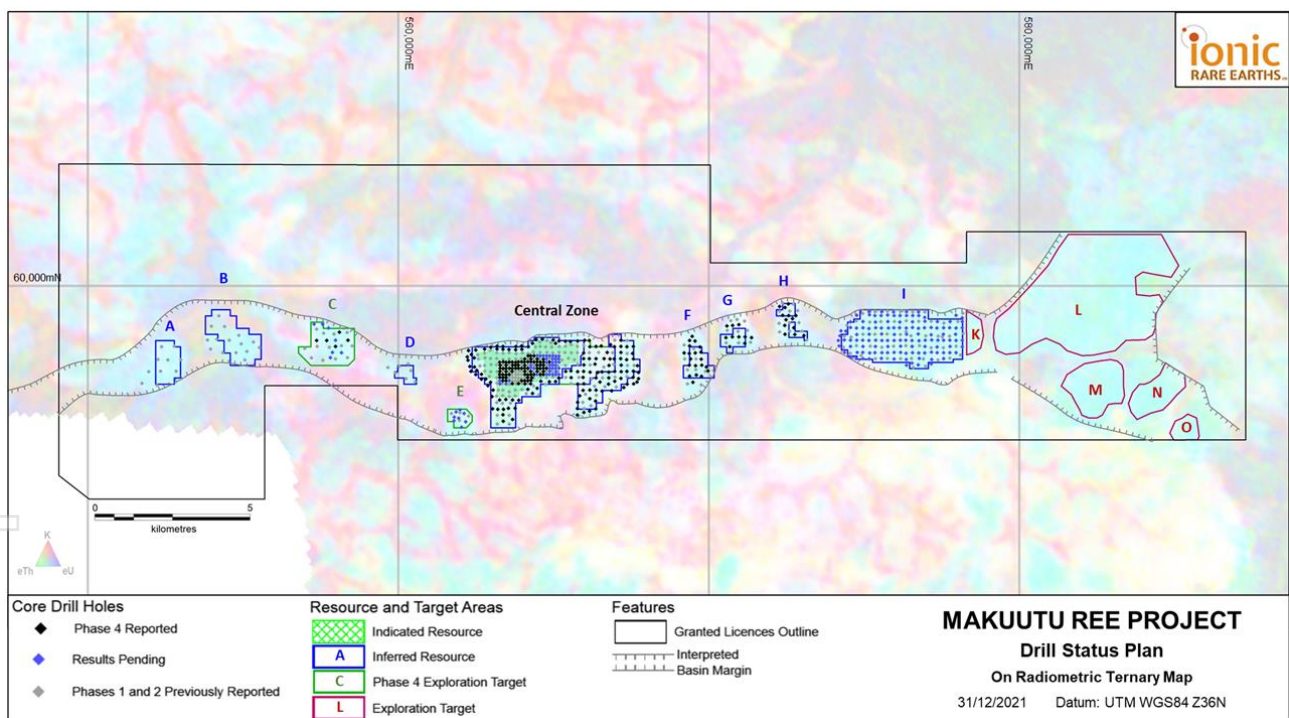 560,000mE
580,000mE
ionic
RARE EARTHS
60,000mN
A
B
C
D
E
Central Zone
F
G
H
I
K
L
M
N
O
0 5
kilometres
K
eTh eU
Core Drill Holes
Phase 4 Reported
Results Pending
Phases 1 and 2 Previously Reported
Resource and Target Areas
Indicated Resource
A Inferred Resource
C Phase 4 Exploration Target
L Exploration Target
Features
Granted Licences Outline
Interpreted
Basin Margin
MAKUUTU REE PROJECT
Drill Status Plan
On Radiometric Ternary Map
31/12/2021 Datum: UTM WGS84 Z36N